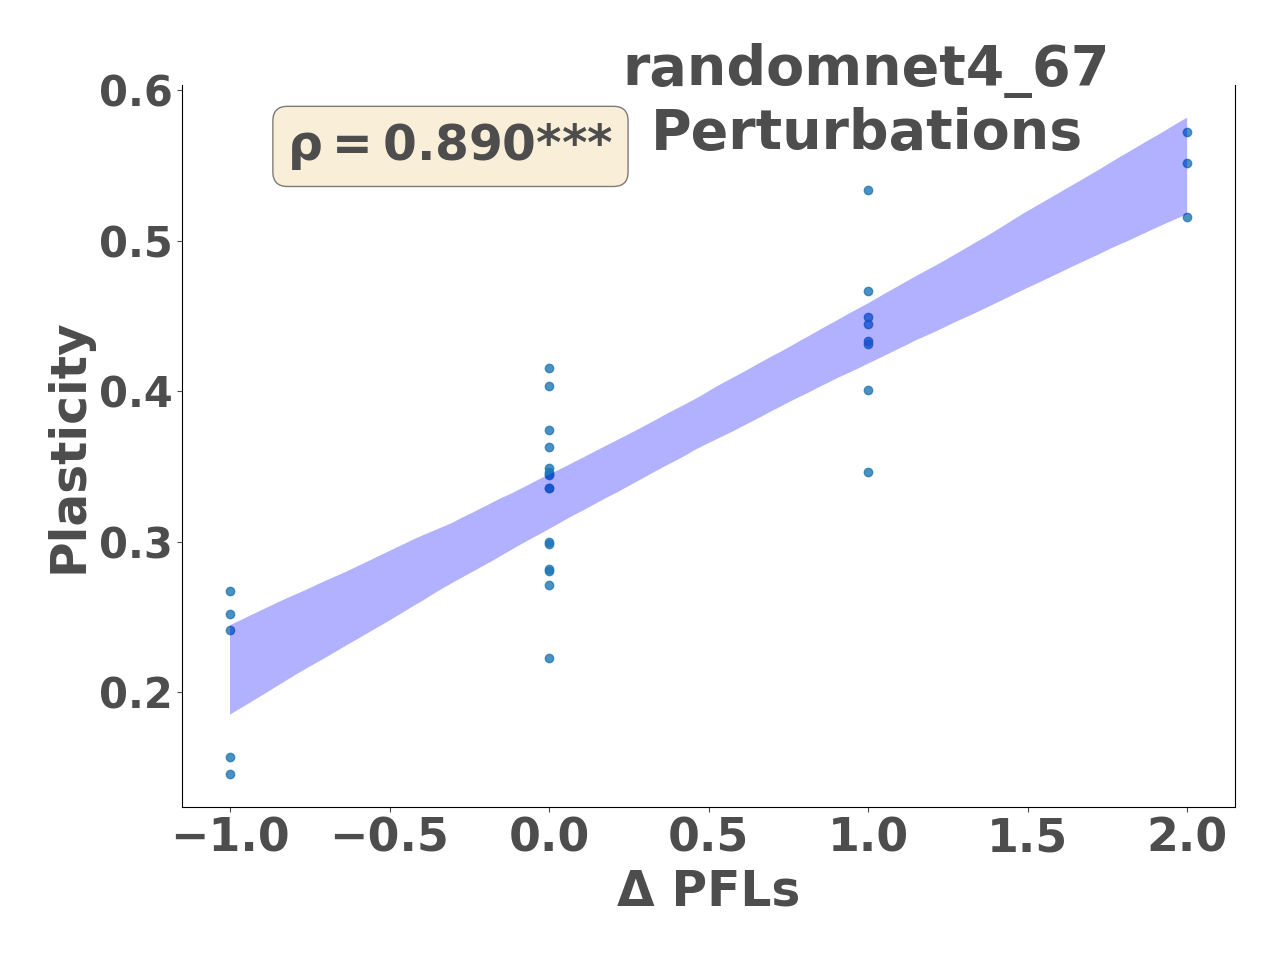 randomnet4_67
Perturbations
ρ = 0.890***
0.6
0.5
0.4
0.3
0.2
Plasticity
−1.0 −0.5 0.0 0.5 1.0 1.5 2.0
Δ PFLs